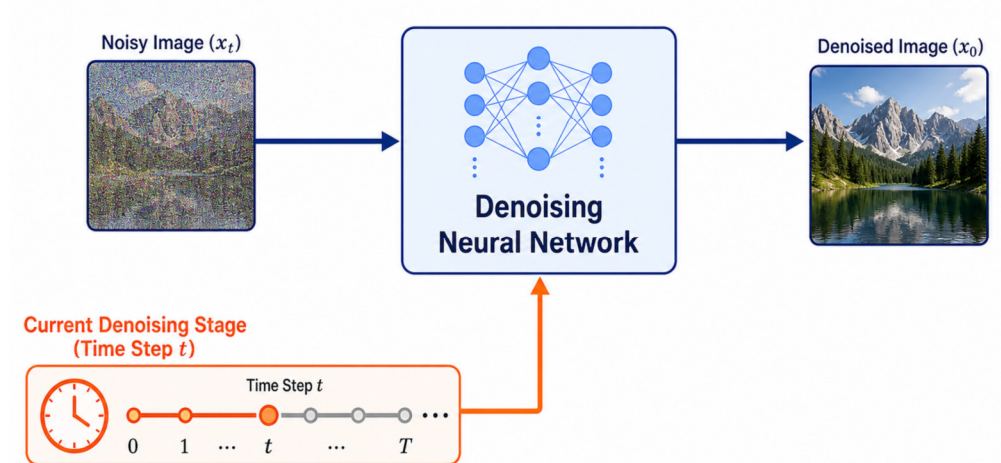 Noisy Image (x_t)
Denoised Image (x_0)
Denoising
Neural Network
Current Denoising Stage
(Time Step t)
Time Step t
0 1 ... t ... T ...